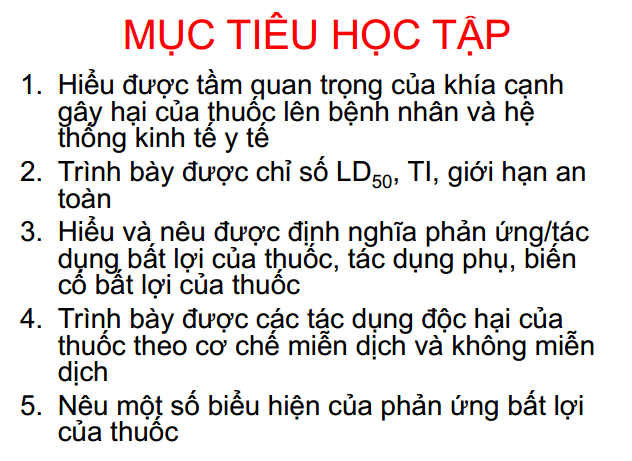 MỤC TIÊU HỌC TẬP
1. Hiểu được tầm quan trọng của khía cạnh
gây hại của thuốc lên bệnh nhân và hệ
thống kinh tế y tế
2. Trình bày được chỉ số LD50, TI, giới hạn an
toàn
3. Hiểu và nêu được định nghĩa phản ứng/tác
dụng bất lợi của thuốc, tác dụng phụ, biến
cố bất lợi của thuốc
4. Trình bày được các tác dụng độc hại của
thuốc theo cơ chế miễn dịch và không miễn
dịch
5. Nêu một số biểu hiện của phản ứng bất lợi
của thuốc